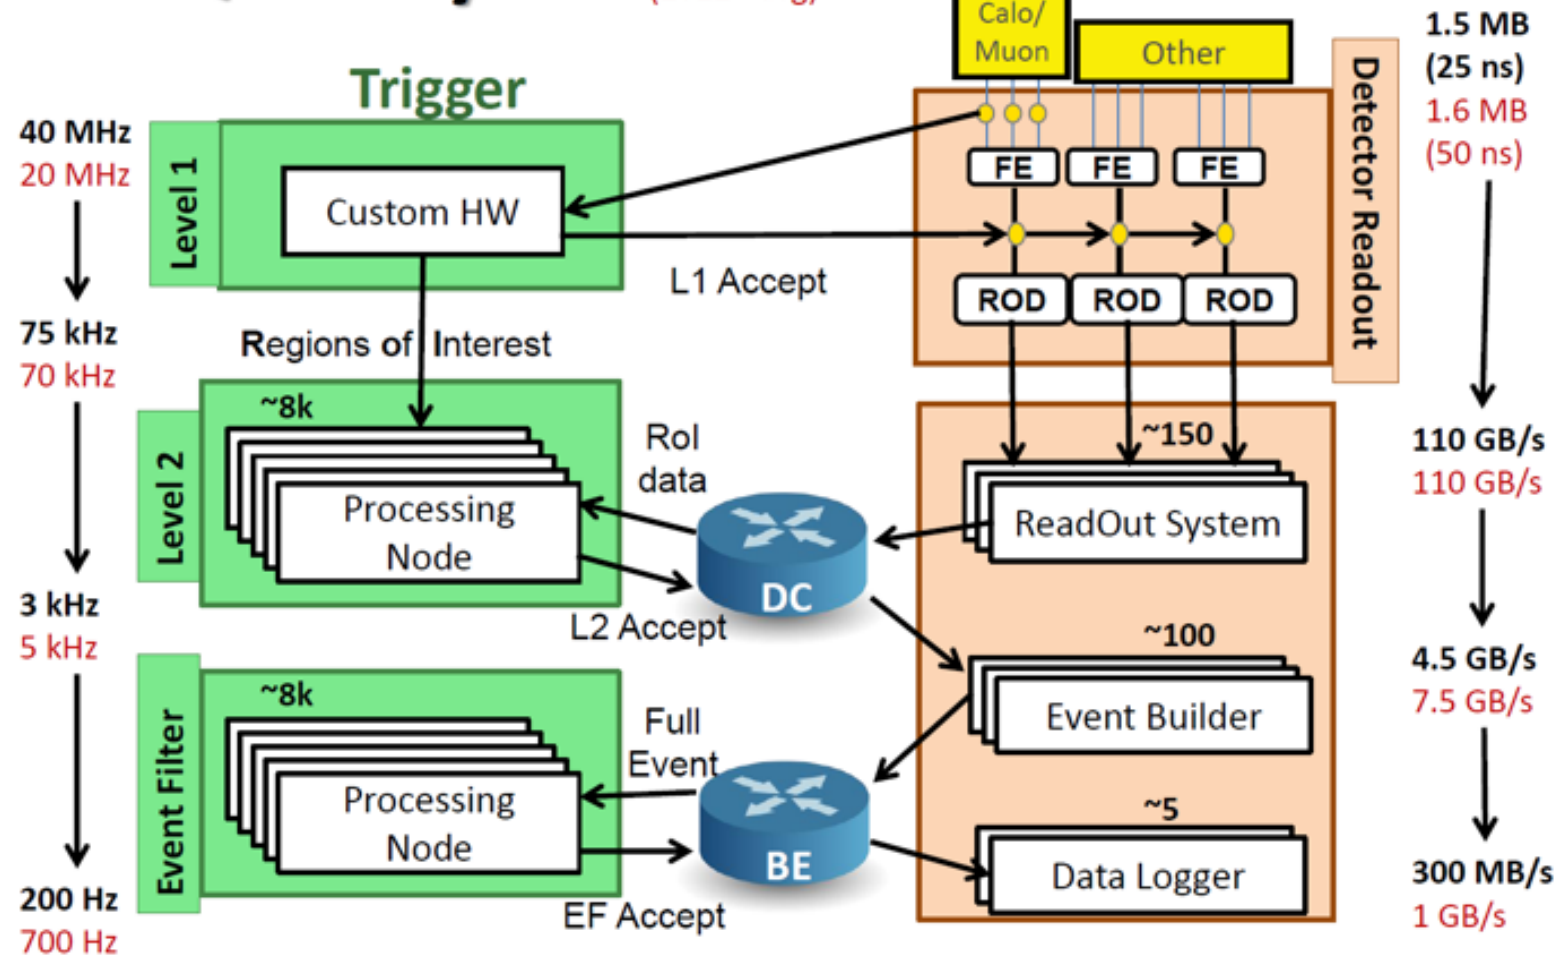 Trigger
40 MHz
20 MHz
75 kHz
70 kHz
3 kHz
5 kHz
200 Hz
700 Hz
Level 1
Custom HW
L1 Accept
Regions of Interest
Level 2
~8k
Processing
Node
RoI
data
L2 Accept
DC
Event Filter
~8k
Processing
Node
Full
Event
EF Accept
BE
Calo/
Muon
Other
FE
FE
FE
ROD
ROD
ROD
Detector Readout
~150
ReadOut System
~100
Event Builder
~5
Data Logger
1.5 MB
(25 ns)
1.6 MB
(50 ns)
110 GB/s
110 GB/s
4.5 GB/s
7.5 GB/s
300 MB/s
1 GB/s